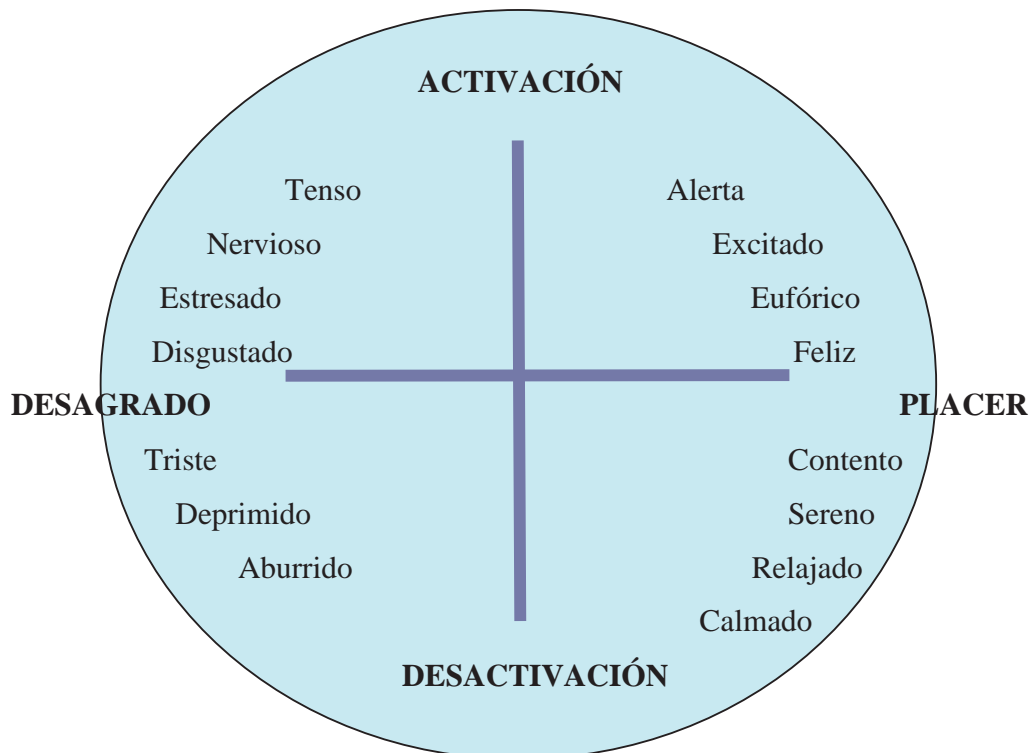 ACTIVACIÓN
Tenso Alerta
Nervioso Excitado
Estresado Eufórico
Disgustado Feliz
DESAGRADO PLACER
Triste Contento
Deprimido Sereno
Aburrido Relajado
Calmado
DESACTIVACIÓN